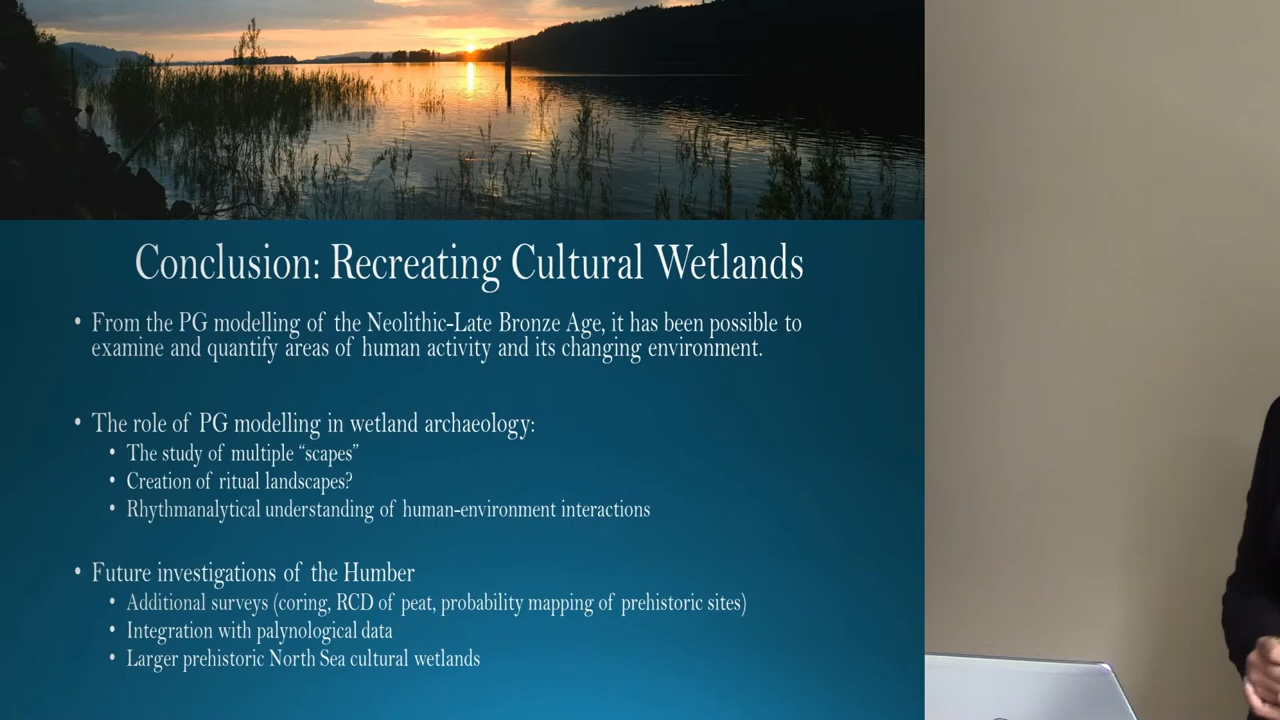 Conclusion: Recreating Cultural Wetlands
• From the PG modelling of the Neolithic-Late Bronze Age, it has been possible to
examine and quantify areas of human activity and its changing environment.
• The role of PG modelling in wetland archaeology:
• The study of multiple “scapes”
• Creation of ritual landscapes?
• Rhythmanalytical understanding of human-environment interactions
• Future investigations of the Humber
• Additional surveys (coring, RCD of peat, probability mapping of prehistoric sites)
• Integration with palynological data
• Larger prehistoric North Sea cultural wetlands